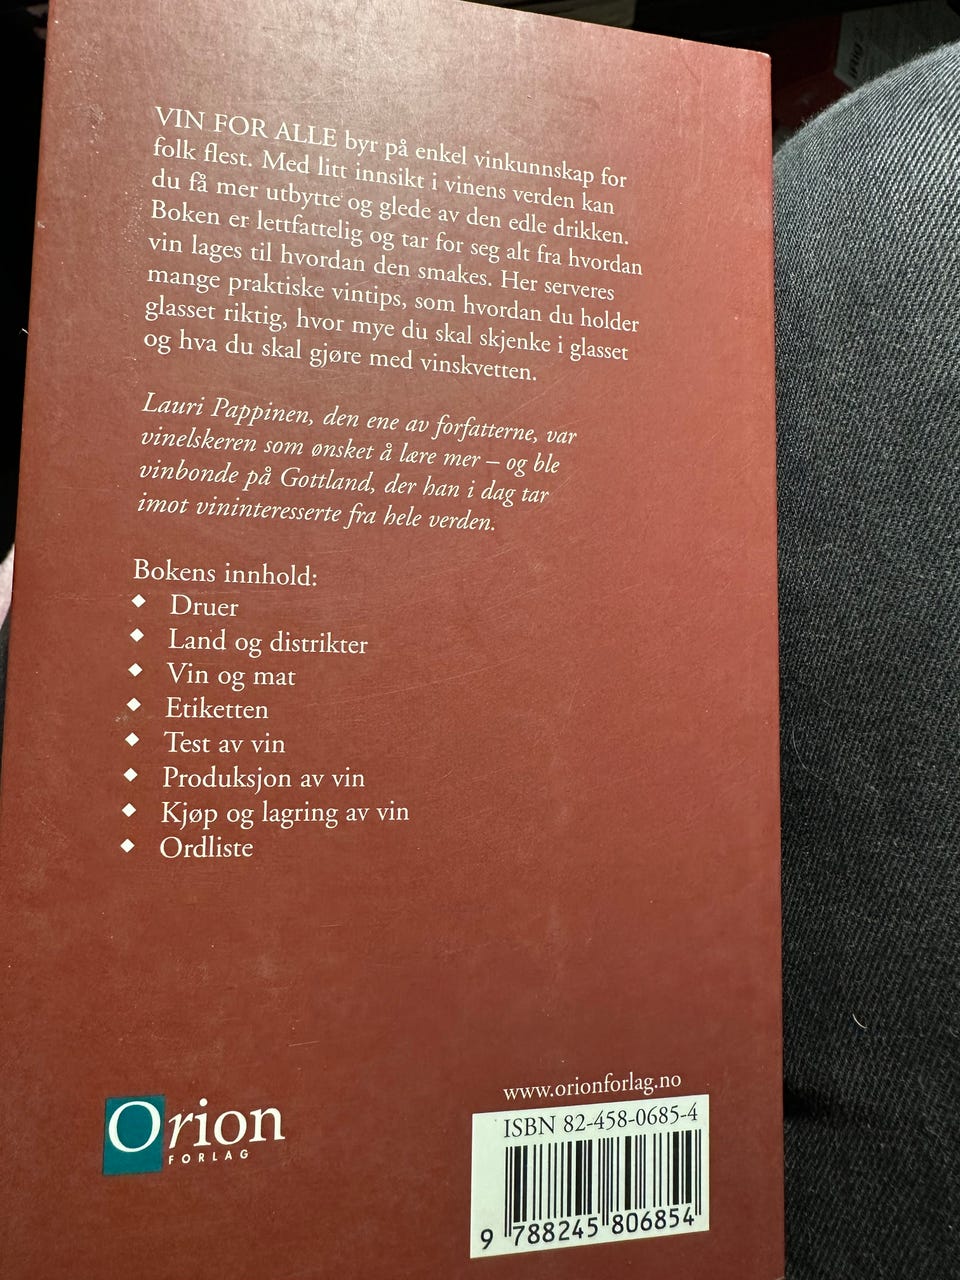 VIN FOR ALLE byr på enkel vinkunnskap for
folk flest. Med litt innsikt i vinens verden kan
du få mer utbytte og glede av den edle drikken.
Boken er lettfattelig og tar for seg alt fra hvordan
vin lages til hvordan den smakes. Her serveres
mange praktiske vintips, som hvordan du holder
glasset riktig, hvor mye du skal skjenke i glasset
og hva du skal gjøre med vinskvetten.
Lauri Pappinen, den ene av forfatterne, var
vinelskeren som ønsket å lære mer – og ble
vinbonde på Gottland, der han i dag tar
imot vininteresserte fra hele verden.
Bokens innhold:
◆ Druer
◆ Land og distrikter
◆ Vin og mat
◆ Etiketten
◆ Test av vin
◆ Produksjon av vin
◆ Kjøp og lagring av vin
◆ Ordliste
Orion
FORLAG
www.orionforlag.no
ISBN 82-458-0685-4
9 788245 806854